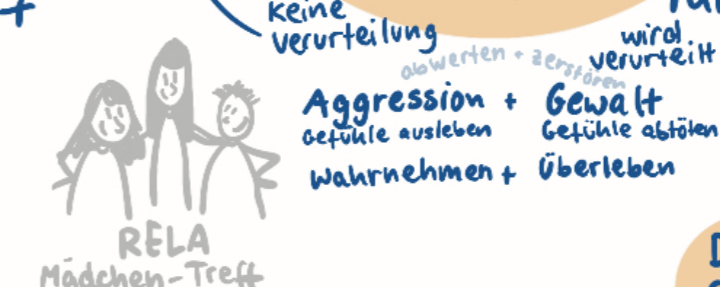 +
Keine
Verurteilung
wird
verurteilt
abwerten + zerstören
Aggression + Gewalt
Gefühle ausleben Gefühle abtöten
Wahrnehmen + Überleben
RELA
Mädchen-Treff